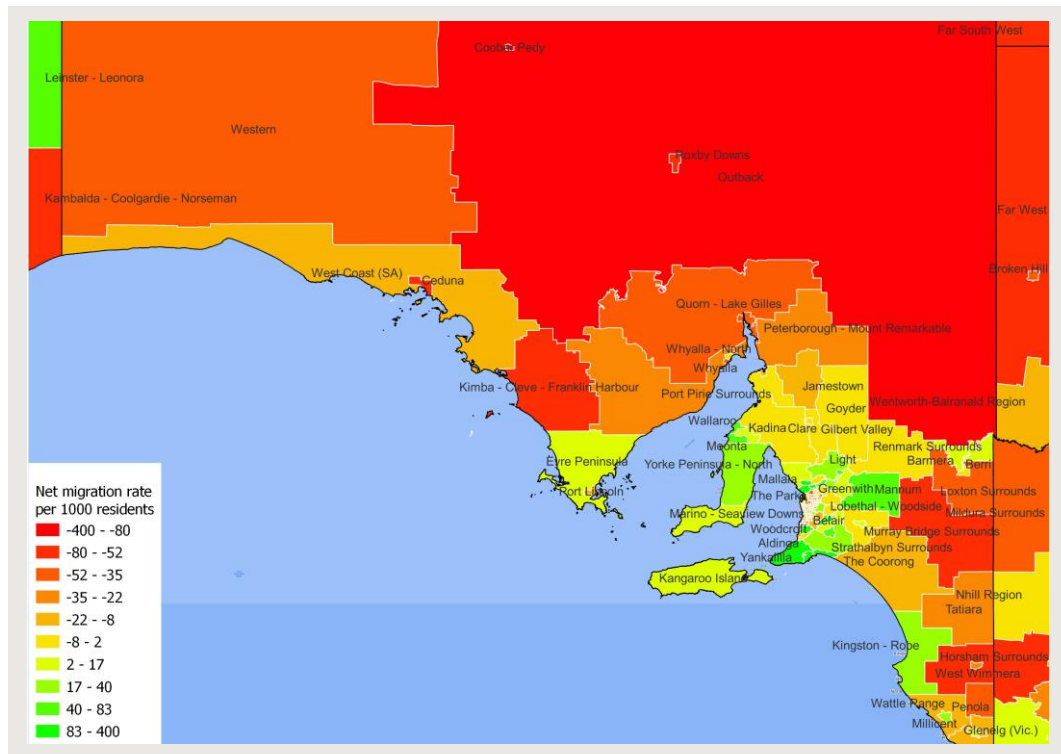 Far South West
Coober Pedy
Leinster - Leonora
Western
Roxby Downs
Outback
Kambalda - Coolgardie - Norseman
Far West
West Coast (SA)
Ceduna
Broken Hill
Quorn - Lake Gilles
Peterborough - Mount Remarkable
Whyalla - North
Whyalla
Kimba - Cleve - Franklin Harbour
Jamestown
Port Pirie Surrounds
Wentworth-Balranald Region
Goyder
Wallaroo
Kadina
Clare
Gilbert Valley
Moonta
Renmark Surrounds
Eyre Peninsula
Yorke Peninsula - North
Light
Barmera
Berri
Mallala
Port Lincoln
The Park
Greenwith
Mannum
Loxton Surrounds
Marino - Seaview Downs
Lobethal - Woodside
Mildura Surrounds
Woodcroft
Belair
Murray Bridge Surrounds
Aldinga
Strathalbyn Surrounds
Yankalilla
The Coorong
Kangaroo Island
Nhill Region
Tatiara
Kingston - Robe
Horsham Surrounds
West Wimmera
Wattle Range
Penola
Millicent
Glenelg (Vic.)
Net migration rate
per 1000 residents
-400 - -80
-80 - -52
-52 - -35
-35 - -22
-22 - -8
-8 - 2
2 - 17
17 - 40
40 - 83
83 - 400